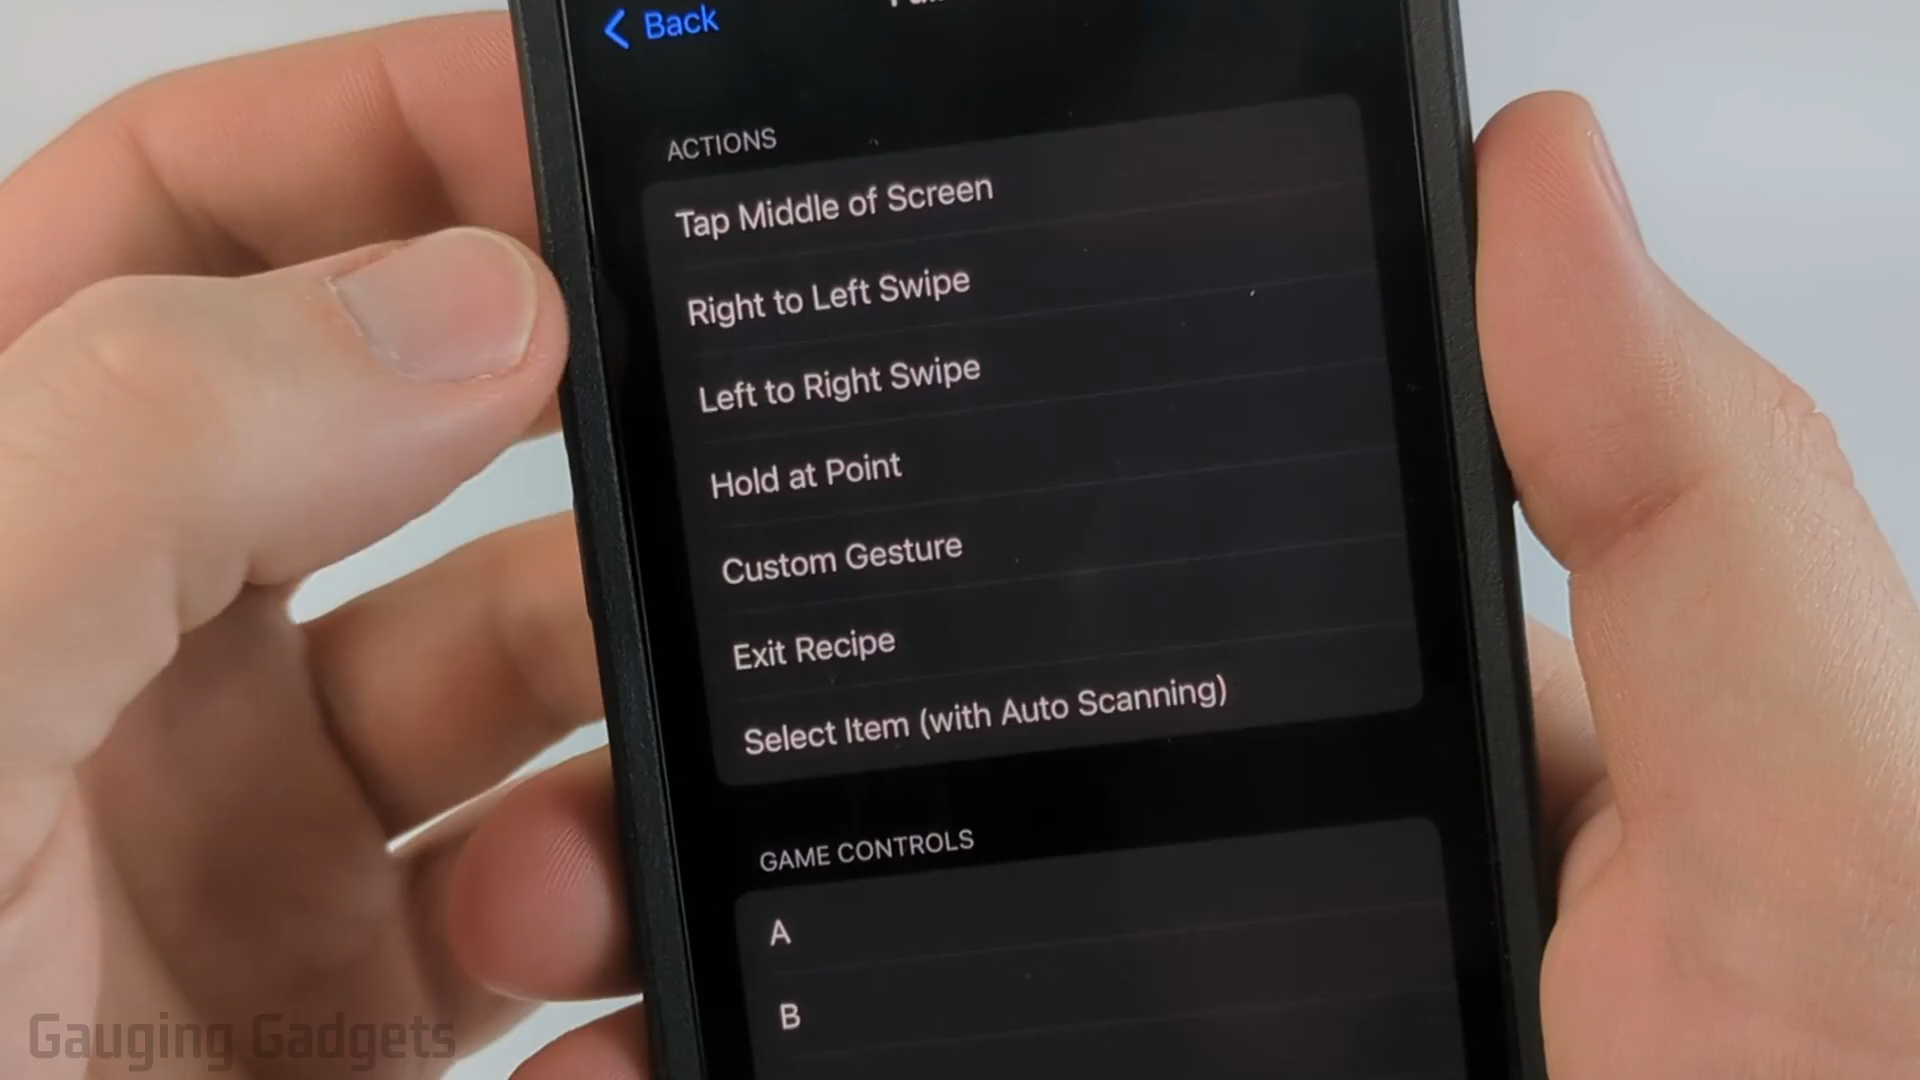 Back
ACTIONS
Tap Middle of Screen
Right to Left Swipe
Left to Right Swipe
Hold at Point
Custom Gesture
Exit Recipe
Select Item (with Auto Scanning)
GAME CONTROLS
A
B
Gauging Gadgets